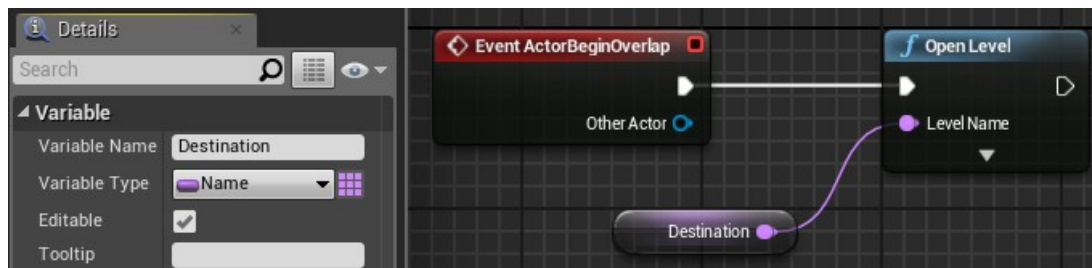 Details
Search
Variable
Variable Name Destination
Variable Type Name
Editable
Tooltip
Event ActorBeginOverlap
Other Actor
Destination
f Open Level
Level Name